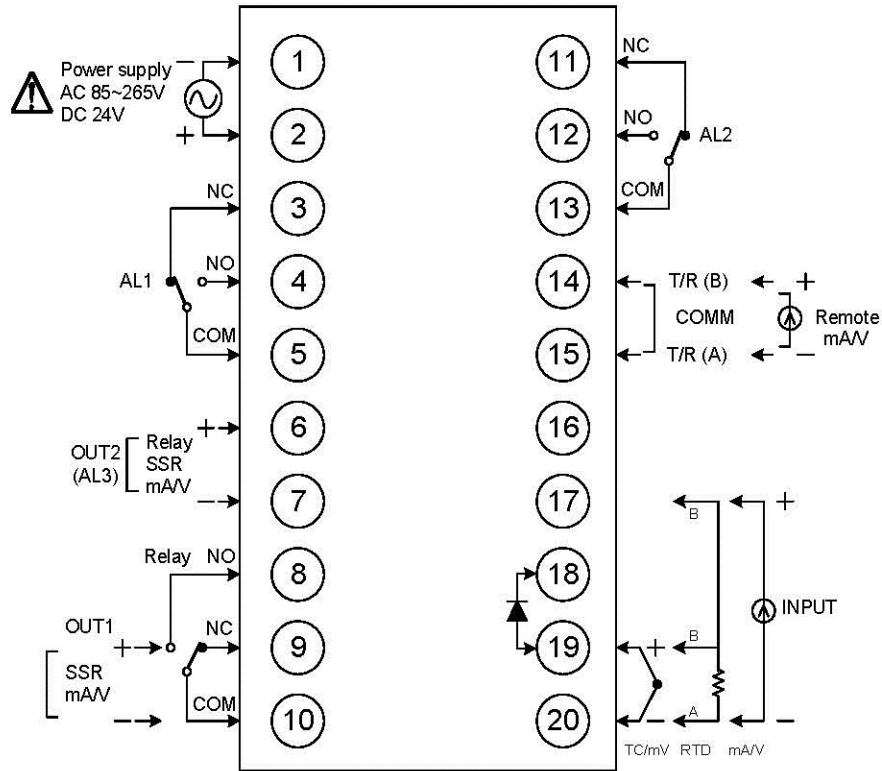 Power supply
AC 85~265V
DC 24V
−
+
1
2
NC
3
AL1
NO
4
COM
5
OUT2
(AL3)
Relay
SSR
mA/V
+
6
−
7
Relay
NO
8
OUT1
+
NC
9
SSR
mA/V
−
COM
10
NC
11
NO
12
AL2
COM
13
14
T/R (B)
+
COMM
Remote
mA/V
15
T/R (A)
−
16
17
B
+
18
INPUT
19
+
B
20
−
A
−
TC/mV RTD mA/V